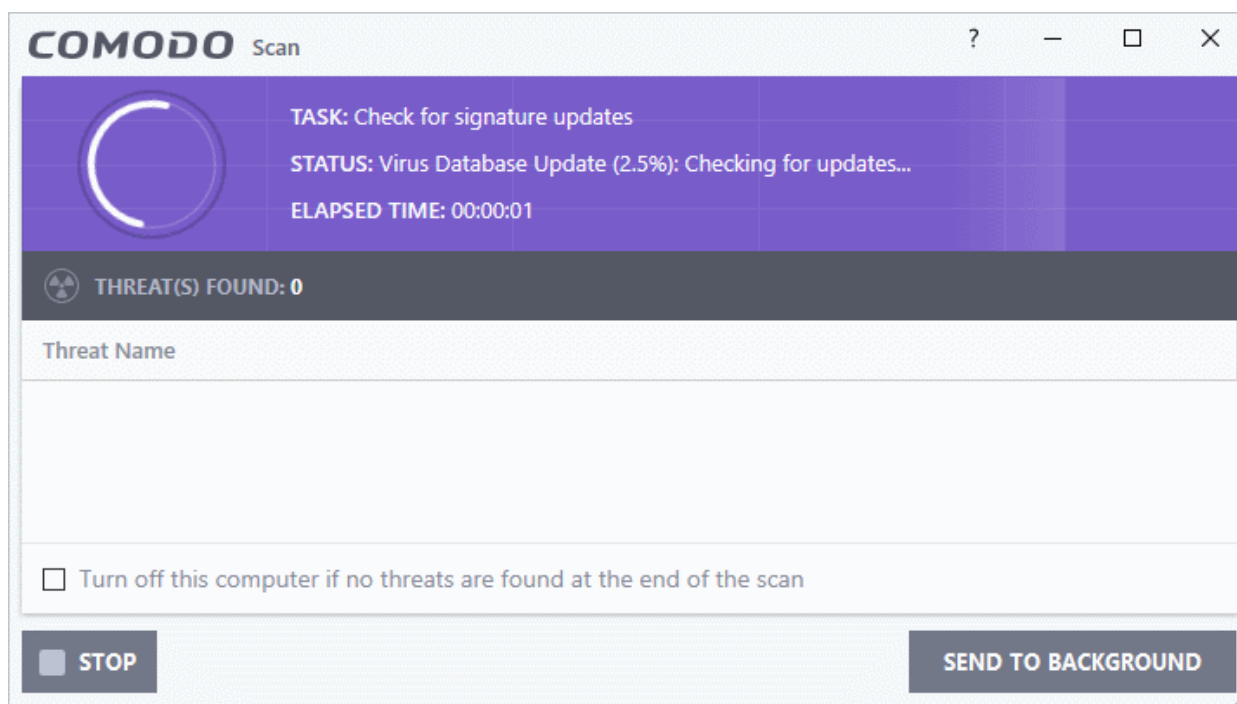 COMODO Scan ?
TASK: Check for signature updates
STATUS: Virus Database Update (2.5%): Checking for updates...
ELAPSED TIME: 00:00:01
THREAT(S) FOUND: 0
Threat Name
Turn off this computer if no threats are found at the end of the scan
STOP SEND TO BACKGROUND